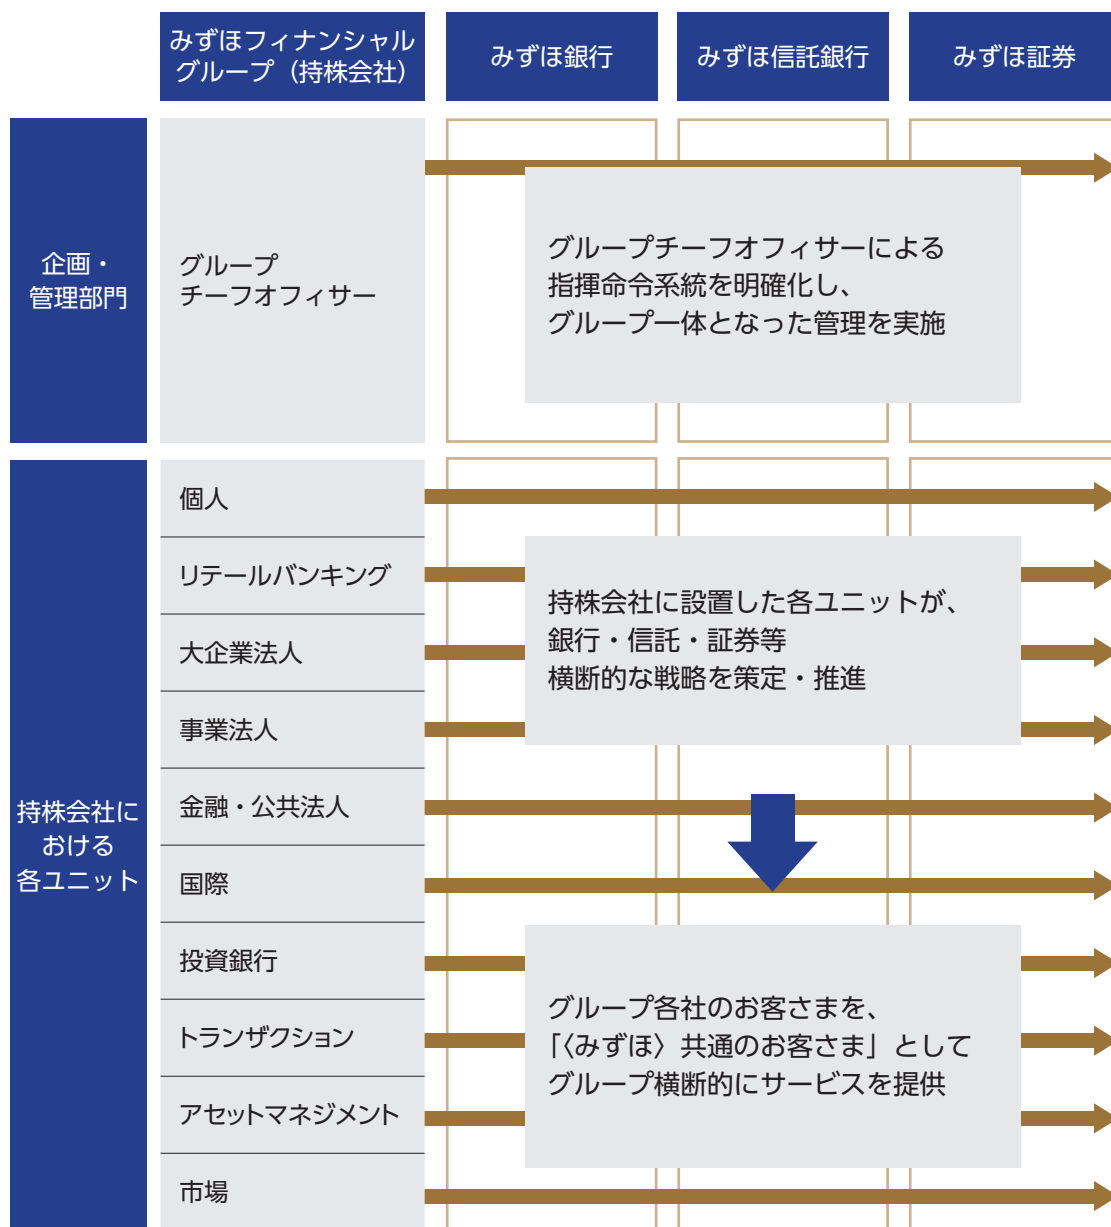 みずほフィナンシャル
グループ（持株会社）
みずほ銀行
みずほ信託銀行
みずほ証券
企画・
管理部門
グループ
チーフオフィサー
グループチーフオフィサーによる
指揮命令系統を明確化し、
グループ一体となった管理を実施
持株会社に
おける
各ユニット
個人
リテールバンキング
大企業法人
事業法人
金融・公共法人
国際
投資銀行
トランザクション
アセットマネジメント
市場
持株会社に設置した各ユニットが、
銀行・信託・証券等
横断的な戦略を策定・推進
グループ各社のお客さまを、
「〈みずほ〉共通のお客さま」として
グループ横断的にサービスを提供